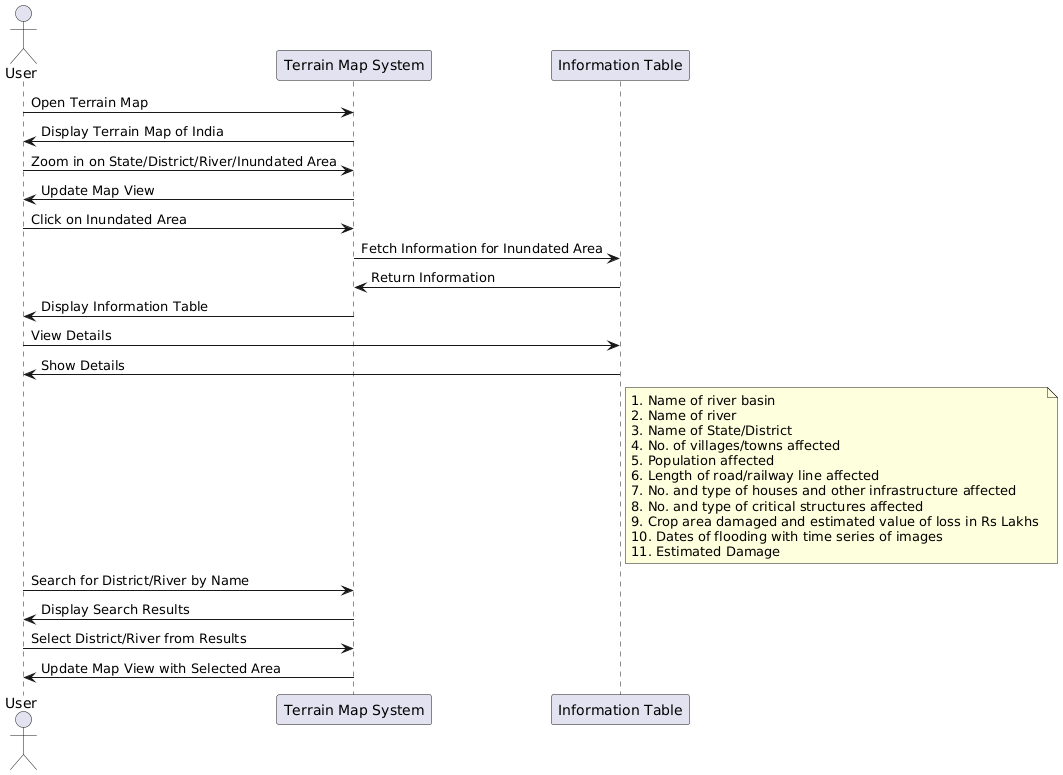 User
Terrain Map System
Information Table
Open Terrain Map
Display Terrain Map of India
Zoom in on State/District/River/Inundated Area
Update Map View
Click on Inundated Area
Fetch Information for Inundated Area
Return Information
Display Information Table
View Details
Show Details
1. Name of river basin
2. Name of river
3. Name of State/District
4. No. of villages/towns affected
5. Population affected
6. Length of road/railway line affected
7. No. and type of houses and other infrastructure affected
8. No. and type of critical structures affected
9. Crop area damaged and estimated value of loss in Rs Lakhs
10. Dates of flooding with time series of images
11. Estimated Damage
Search for District/River by Name
Display Search Results
Select District/River from Results
Update Map View with Selected Area
User
Terrain Map System
Information Table